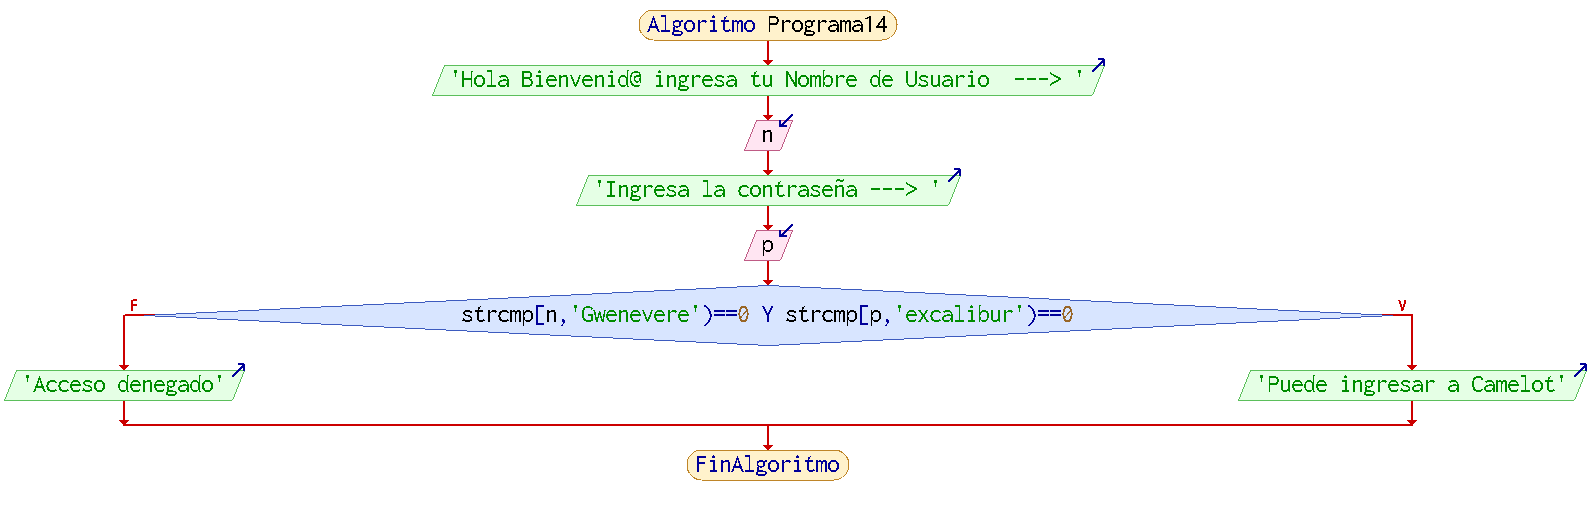 Algoritmo Programa14
'Hola Bienvenid@ ingresa tu Nombre de Usuario  ---> '
n
'Ingresa la contraseña ---> '
p
F
V
strcmp[n,'Gwenevere')==0 Y strcmp[p,'excalibur')==0
'Acceso denegado'
'Puede ingresar a Camelot'
FinAlgoritmo